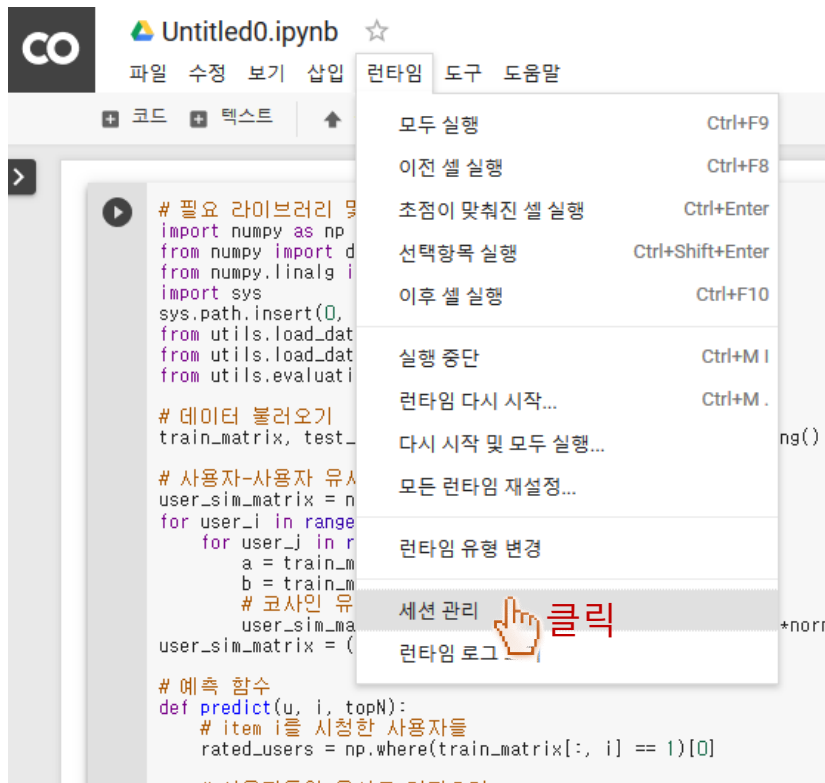 CO Untitled0.ipynb
파일 수정 보기 삽입 런타임 도구 도움말
코드 텍스트
모두 실행 Ctrl+F9
이전 셀 실행 Ctrl+F8
초점이 맞춰진 셀 실행 Ctrl+Enter
선택항목 실행 Ctrl+Shift+Enter
이후 셀 실행 Ctrl+F10
실행 중단 Ctrl+M I
런타임 다시 시작... Ctrl+M .
다시 시작 및 모두 실행...
모든 런타임 재설정...
런타임 유형 변경
세션 관리 클릭
런타임 로그
# 필요 라이브러리 및
import numpy as np
from numpy import d
from numpy.linalg i
import sys
sys.path.insert(0,
from utils.load_dat
from utils.load_dat
from utils.evaluati
# 데이터 불러오기
train_matrix, test_ ng()
# 사용자-사용자 유사
user_sim_matrix = n
for user_i in range
for user_j in r
a = train_m
b = train_m
# 코사인 유
user_sim_ma *norm
user_sim_matrix = (
# 예측 함수
def predict(u, i, topN):
# item i를 시청한 사용자들
rated_users = np.where(train_matrix[:, i] == 1)[0]